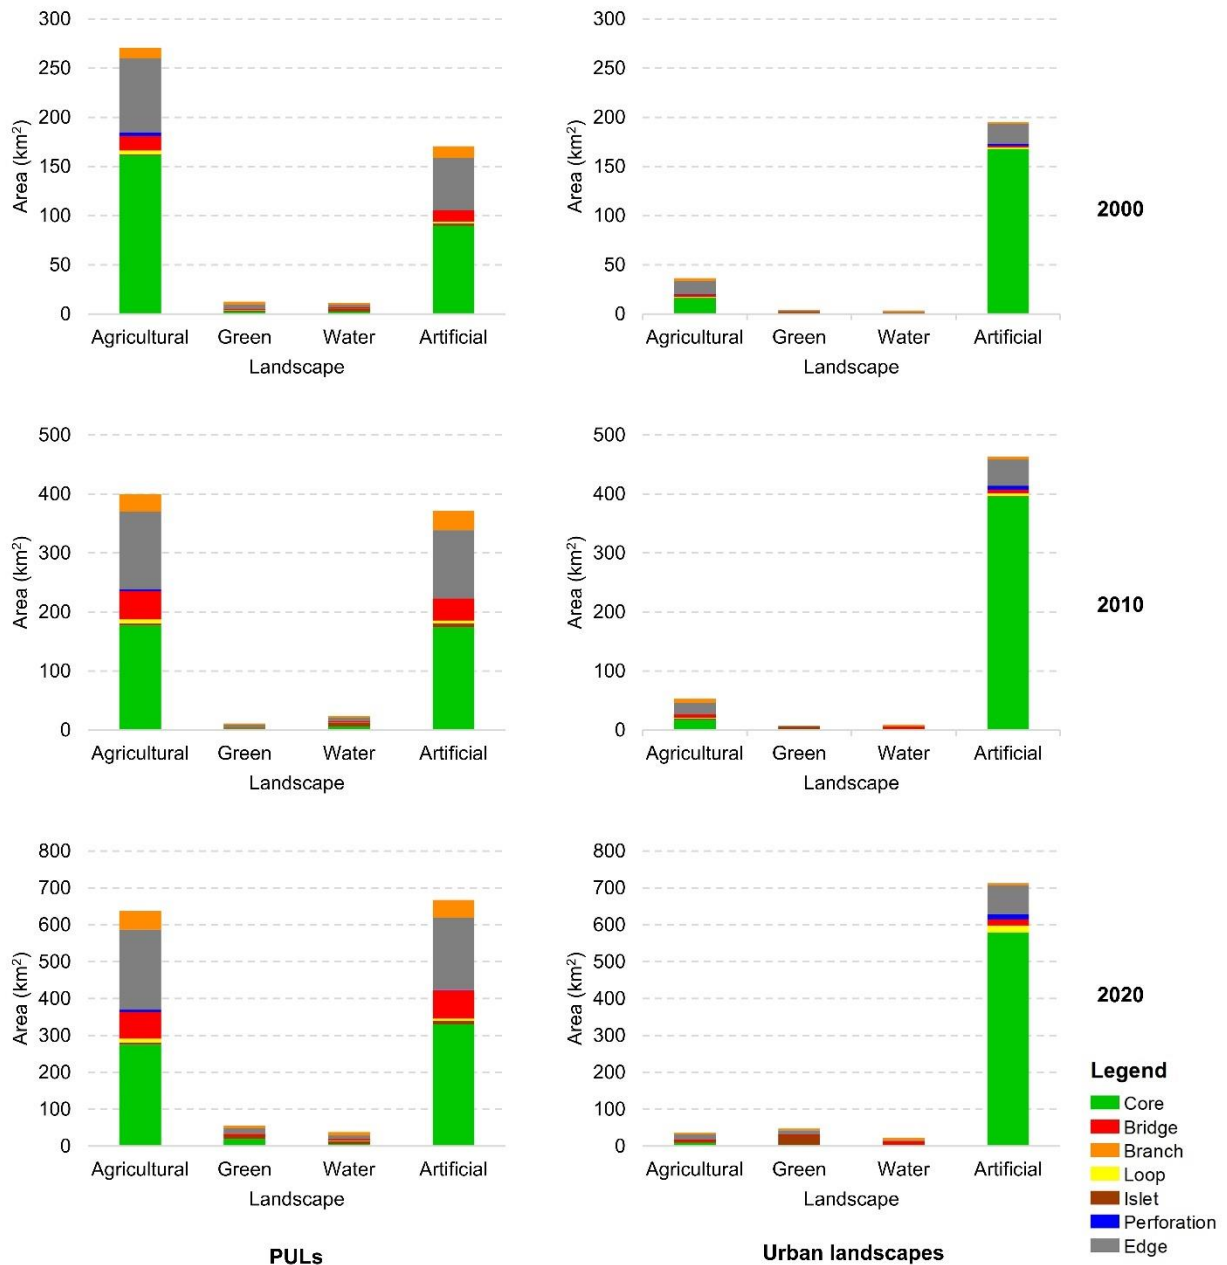 300
250
200
150
100
50
0
Area (km²)
Agricultural Green Water Artificial
Landscape
300
250
200
150
100
50
0
Area (km²)
Agricultural Green Water Artificial
Landscape
2000
500
400
300
200
100
0
Area (km²)
Agricultural Green Water Artificial
Landscape
500
400
300
200
100
0
Area (km²)
Agricultural Green Water Artificial
Landscape
2010
800
700
600
500
400
300
200
100
0
Area (km²)
Agricultural Green Water Artificial
Landscape
PULs
800
700
600
500
400
300
200
100
0
Area (km²)
Agricultural Green Water Artificial
Landscape
Urban landscapes
2020
Legend
Core
Bridge
Branch
Loop
Islet
Perforation
Edge